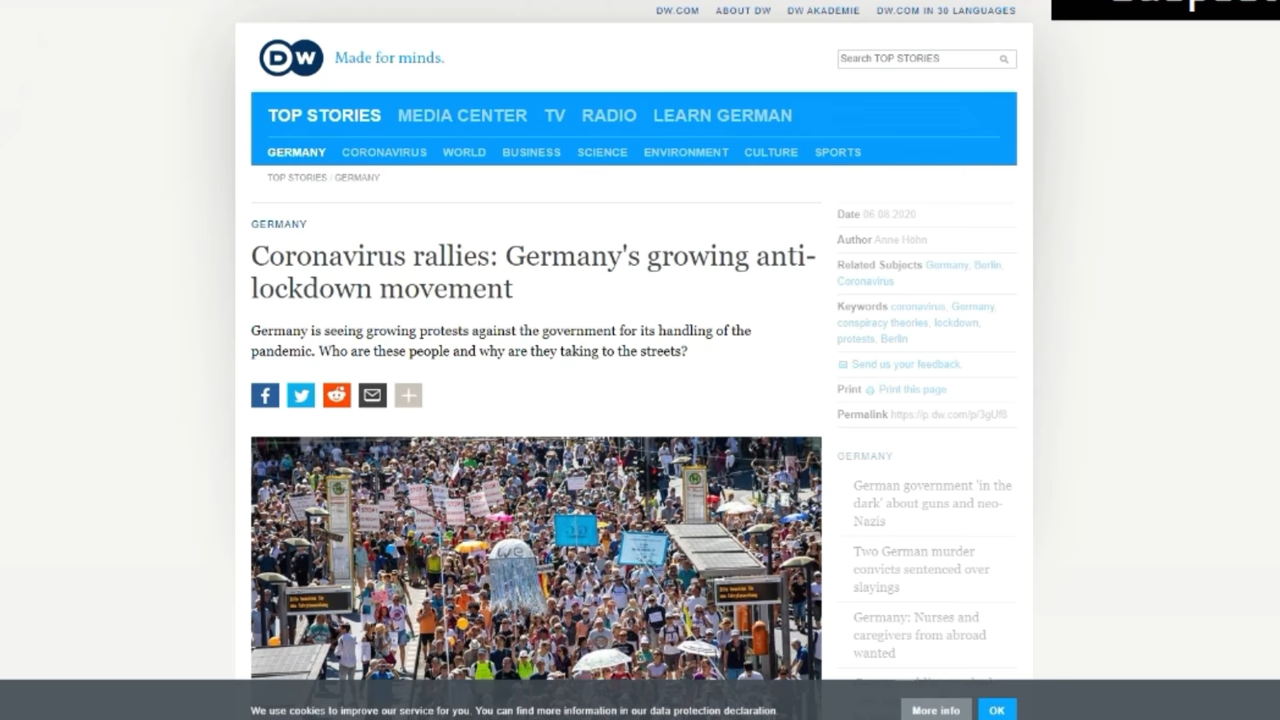 DW.COM ABOUT DW DW AKADEMIE DW.COM IN 30 LANGUAGES
DW Made for minds.
Search TOP STORIES
TOP STORIES MEDIA CENTER TV RADIO LEARN GERMAN
GERMANY CORONAVIRUS WORLD BUSINESS SCIENCE ENVIRONMENT CULTURE SPORTS
TOP STORIES / GERMANY
GERMANY
Coronavirus rallies: Germany's growing anti-
lockdown movement
Germany is seeing growing protests against the government for its handling of the
pandemic. Who are these people and why are they taking to the streets?
Date 06.08.2020
Author Anne Höhn
Related Subjects Germany, Berlin,
Coronavirus
Keywords coronavirus, Germany,
conspiracy theories, lockdown,
protests, Berlin
Send us your feedback.
Print Print this page
Permalink https://p.dw.com/p/3gUf8
GERMANY
German government 'in the
dark' about guns and neo-
Nazis
Two German murder
convicts sentenced over
slayings
Germany: Nurses and
caregivers from abroad
wanted
We use cookies to improve our service for you. You can find more information in our data protection declaration.
More info OK